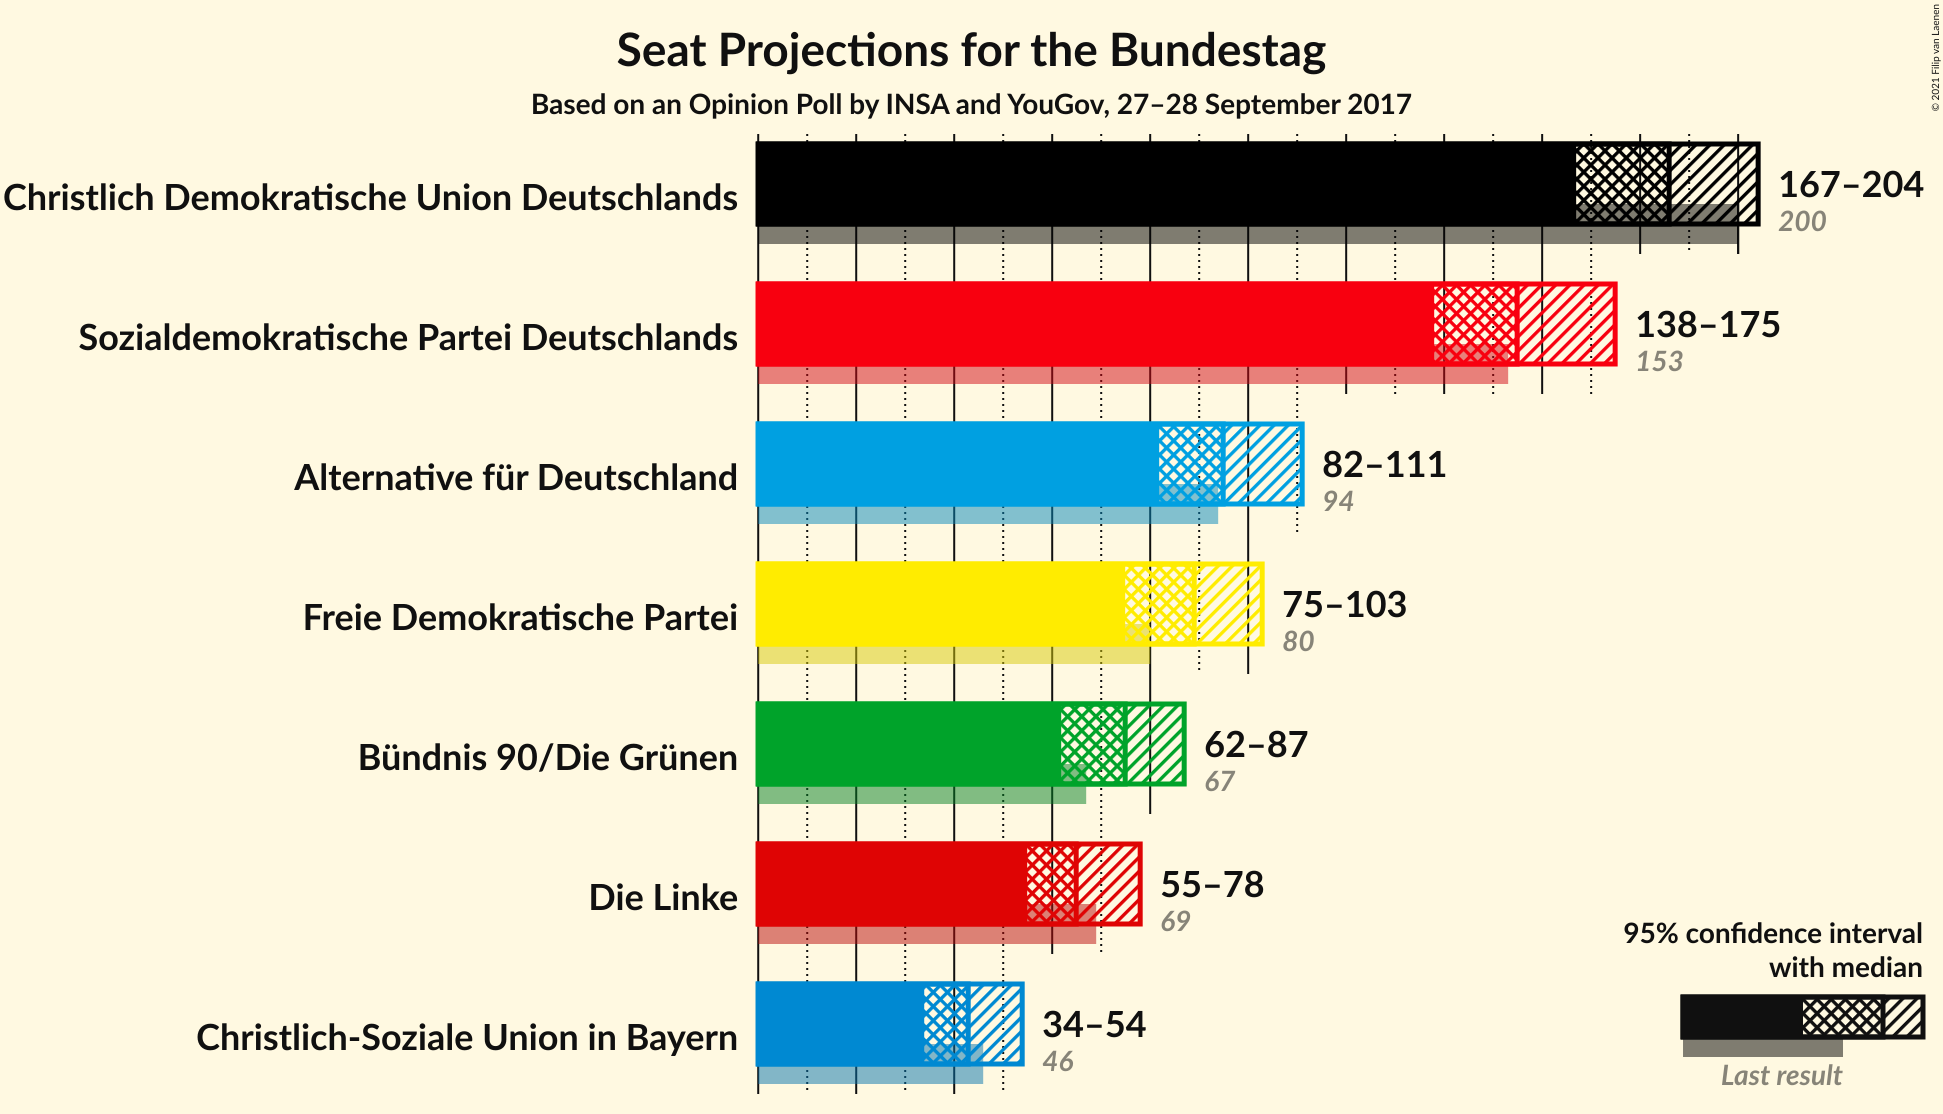 Seat Projections for the Bundestag
Based on an Opinion Poll by INSA and YouGov, 27–28 September 2017
© 2021 Filip van Laenen
Christlich Demokratische Union Deutschlands
167–204
200
Sozialdemokratische Partei Deutschlands
138–175
153
Alternative für Deutschland
82–111
94
Freie Demokratische Partei
75–103
80
Bündnis 90/Die Grünen
62–87
67
Die Linke
55–78
69
Christlich-Soziale Union in Bayern
34–54
46
95% confidence interval
with median
Last result